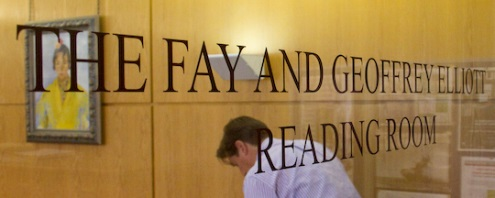 THE FAY AND GEOFFREY ELLIOTT
READING ROOM